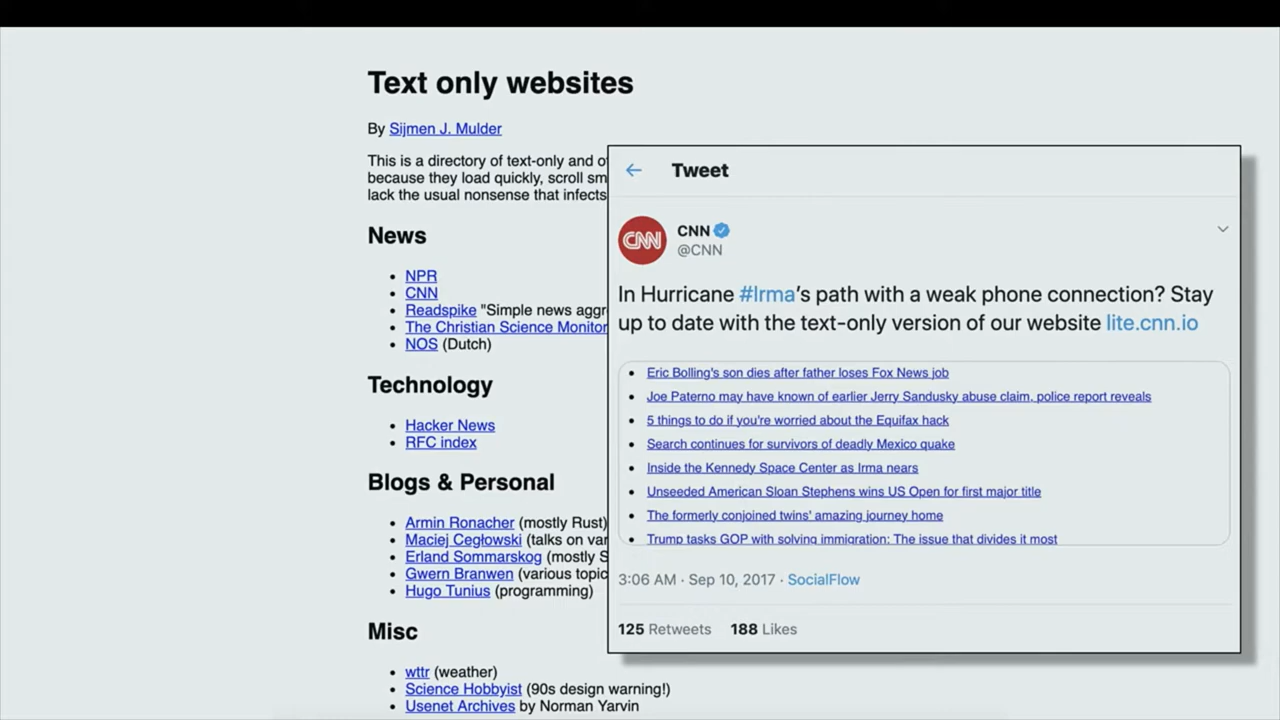 Text only websites
By Sijmen J. Mulder
This is a directory of text-only and o
because they load quickly, scroll sm
lack the usual nonsense that infects
News
• NPR
• CNN
• Readspike "Simple news aggr
• The Christian Science Monitor
• NOS (Dutch)
Technology
• Hacker News
• RFC index
Blogs & Personal
• Armin Ronacher (mostly Rust)
• Maciej Cegłowski (talks on var
• Erland Sommarskog (mostly S
• Gwern Branwen (various topic
• Hugo Tunius (programming)
Misc
• wttr (weather)
• Science Hobbyist (90s design warning!)
• Usenet Archives by Norman Yarvin
Tweet
CNN
CNN
@CNN
In Hurricane #Irma's path with a weak phone connection? Stay
up to date with the text-only version of our website lite.cnn.io
• Eric Bolling's son dies after father loses Fox News job
• Joe Paterno may have known of earlier Jerry Sandusky abuse claim, police report reveals
• 5 things to do if you're worried about the Equifax hack
• Search continues for survivors of deadly Mexico quake
• Inside the Kennedy Space Center as Irma nears
• Unseeded American Sloan Stephens wins US Open for first major title
• The formerly conjoined twins' amazing journey home
• Trump tasks GOP with solving immigration: The issue that divides it most
3:06 AM · Sep 10, 2017 · SocialFlow
125 Retweets 188 Likes